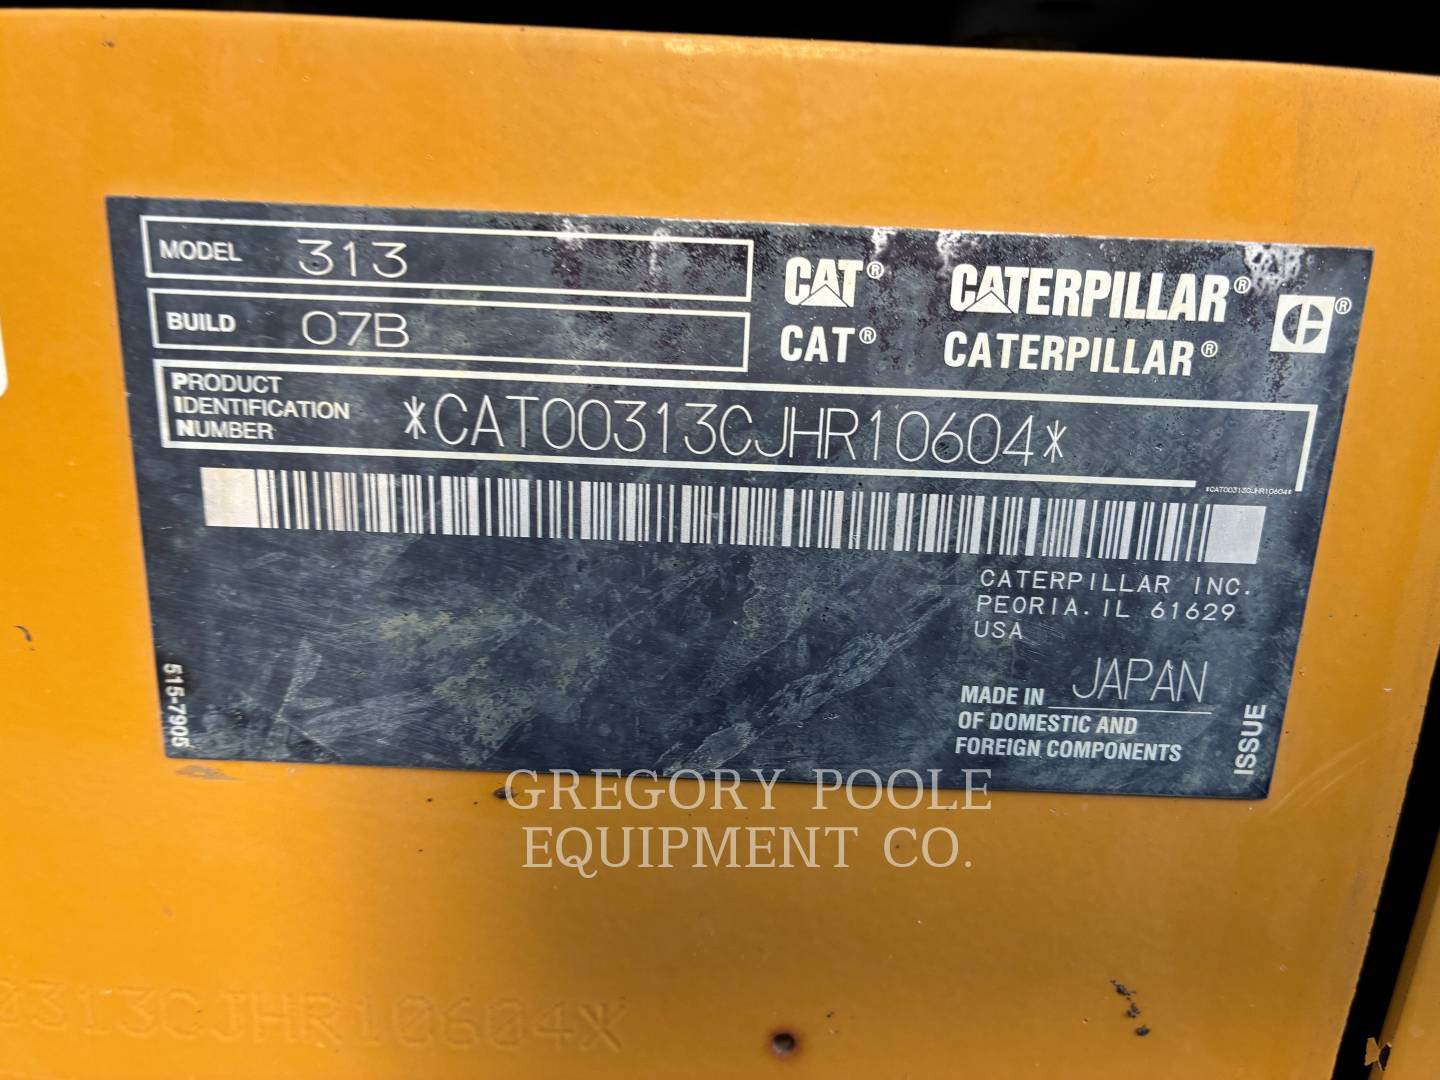 MODEL 313
BUILD 07B
PRODUCT
IDENTIFICATION
NUMBER
*CAT00313CJHR10604*
CAT® CATERPILLAR®
CAT® CATERPILLAR®
*CAT00313CJHR10604*
CATERPILLAR INC.
PEORIA. IL 61629
USA
MADE IN JAPAN
OF DOMESTIC AND
FOREIGN COMPONENTS
ISSUE
515-7905
GREGORY POOLE
EQUIPMENT CO.
0313CJHR10604X